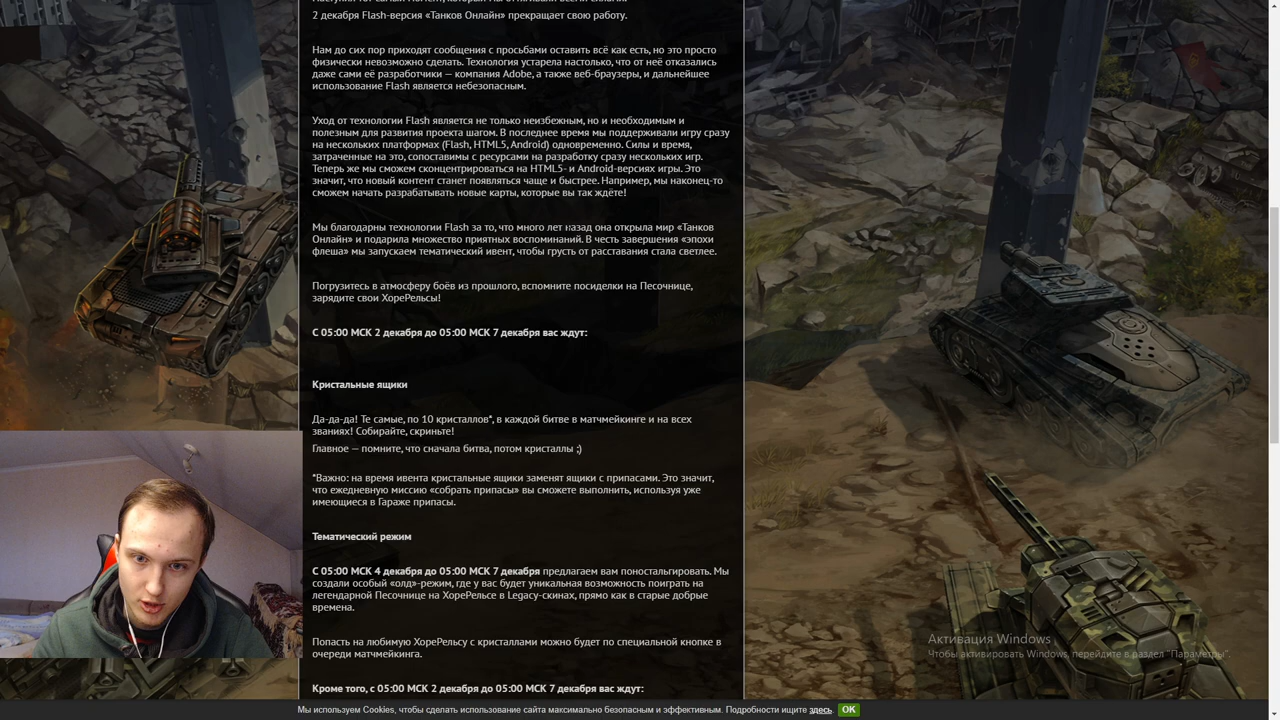 2 декабря Flash-версия «Танков Онлайн» прекращает свою работу.
Нам до сих пор приходят сообщения с просьбами оставить всё как есть, но это просто
физически невозможно сделать. Технология устарела настолько, что от неё отказались
даже сами её разработчики — компания Adobe, а также веб-браузеры, и дальнейшее
использование Flash является небезопасным.
Уход от технологии Flash является не только неизбежным, но и необходимым и
полезным для развития проекта шагом. В последнее время мы поддерживали игру сразу
на нескольких платформах (Flash, HTML5, Android) одновременно. Силы и время,
затраченные на это, сопоставимы с ресурсами на разработку сразу нескольких игр.
Теперь же мы сможем сконцентрироваться на HTML5- и Android-версиях игры. Это
значит, что новый контент станет появляться чаще и быстрее. Например, мы наконец-то
сможем начать разрабатывать новые карты, которые вы так ждёте!
Мы благодарны технологии Flash за то, что много лет назад она открыла мир «Танков
Онлайн» и подарила множество приятных воспоминаний. В честь завершения «эпохи
флеша» мы запускаем тематический ивент, чтобы грусть от расставания стала светлее.
Погрузитесь в атмосферу боёв из прошлого, вспомните посиделки на Песочнице,
зарядите свои ХореРельсы!
С 05:00 МСК 2 декабря до 05:00 МСК 7 декабря вас ждут:
Кристальные ящики
Да-да-да! Те самые, по 10 кристаллов*, в каждой битве в матчмейкинге и на всех
званиях! Собирайте, скриньте!
Главное — помните, что сначала битва, потом кристаллы ;)
*Важно: на время ивента кристальные ящики заменят ящики с припасами. Это значит,
что ежедневную миссию «собрать припасы» вы сможете выполнить, используя уже
имеющиеся в Гараже припасы.
Тематический режим
С 05:00 МСК 4 декабря до 05:00 МСК 7 декабря предлагаем вам поностальгировать. Мы
создали особый «олд»-режим, где у вас будет уникальная возможность поиграть на
легендарной Песочнице на ХореРельсе в Legacy-скинах, прямо как в старые добрые
времена.
Попасть на любимую ХореРельсу с кристаллами можно будет по специальной кнопке в
очереди матчмейкинга.
Кроме того, с 05:00 МСК 2 декабря до 05:00 МСК 7 декабря вас ждут:
Активация Windows
Чтобы активировать Windows, перейдите в раздел "Параметры".
Мы используем Cookies, чтобы сделать использование сайта максимально безопасным и эффективным. Подробности ищите здесь. OK